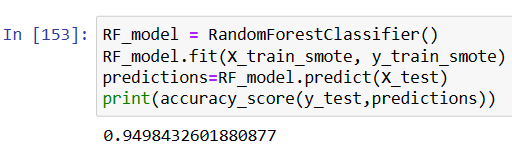 In [153]: RF_model = RandomForestClassifier()
RF_model.fit(X_train_smote, y_train_smote)
predictions=RF_model.predict(X_test)
print(accuracy_score(y_test,predictions))
0.9498432601880877